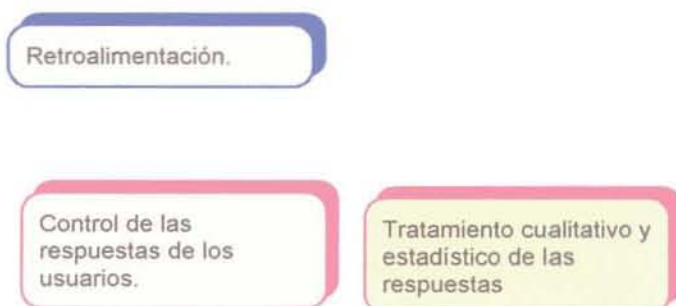 Retroalimentación.
Control de las
respuestas de los
usuarios.
Tratamiento cualitativo y
estadístico de las
respuestas